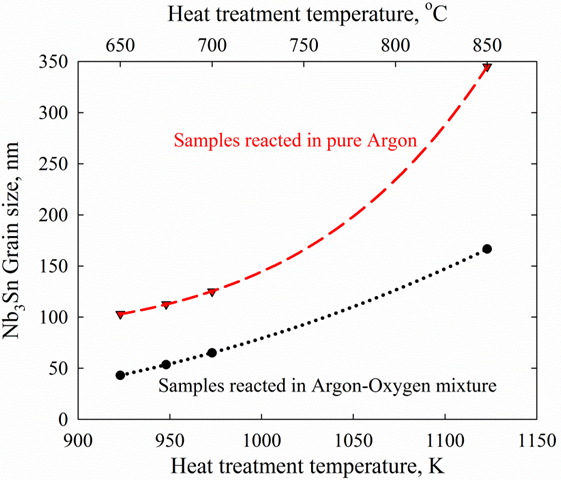 Heat treatment temperature, °C
650 700 750 800 850
350
300
250
200
150
100
50
0
Nb₃Sn Grain size, nm
Samples reacted in pure Argon
Samples reacted in Argon-Oxygen mixture
900 950 1000 1050 1100 1150
Heat treatment temperature, K